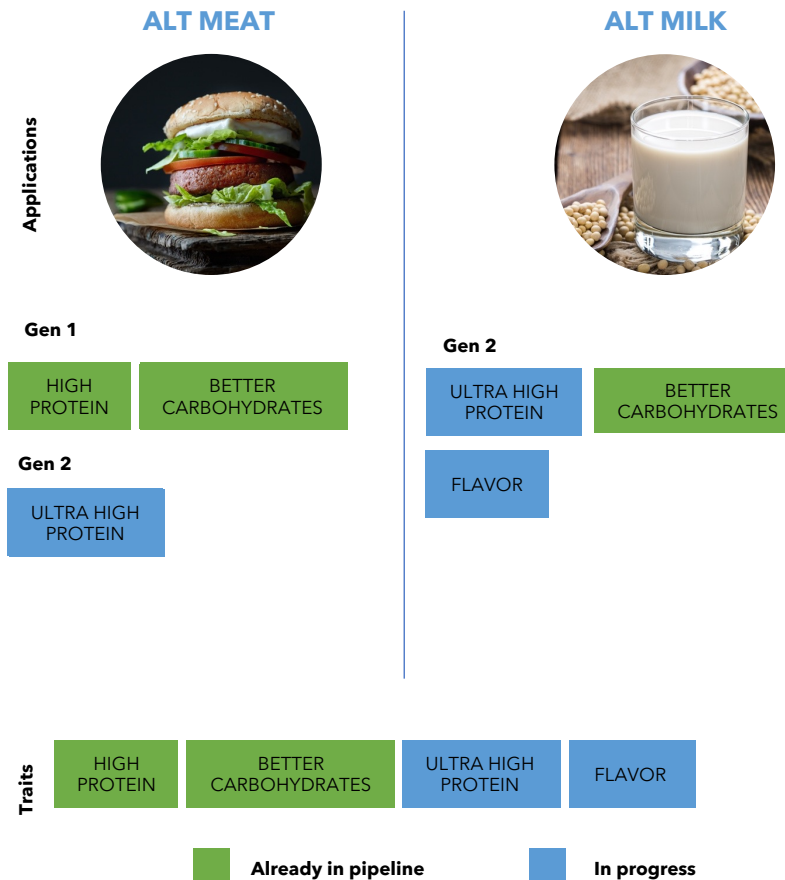 ALT MEAT
ALT MILK
Applications
Gen 1
HIGH
PROTEIN
BETTER
CARBOHYDRATES
Gen 2
ULTRA HIGH
PROTEIN
Gen 2
ULTRA HIGH
PROTEIN
BETTER
CARBOHYDRATES
FLAVOR
Traits
HIGH
PROTEIN
BETTER
CARBOHYDRATES
ULTRA HIGH
PROTEIN
FLAVOR
Already in pipeline
In progress